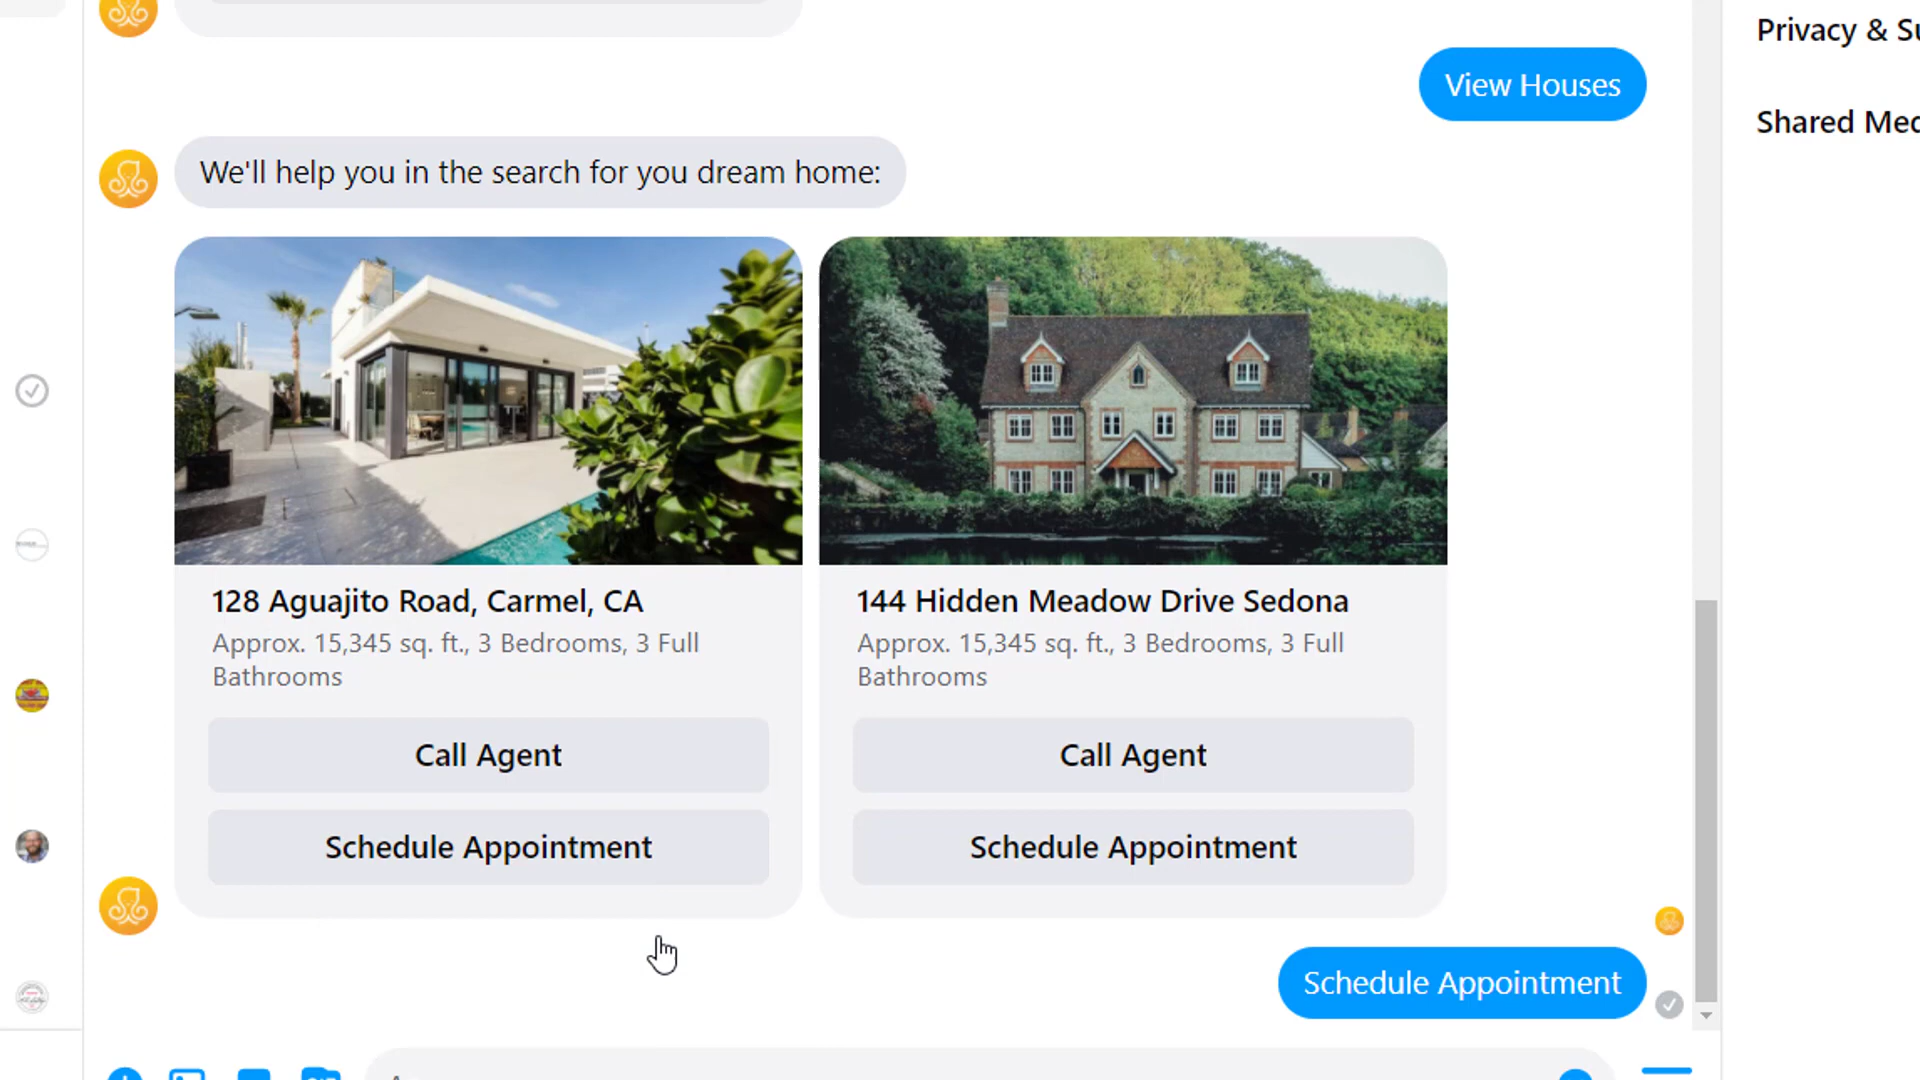 Privacy & Su
View Houses
Shared Med
We'll help you in the search for you dream home:
128 Aguajito Road, Carmel, CA
Approx. 15,345 sq. ft., 3 Bedrooms, 3 Full
Bathrooms
Call Agent
Schedule Appointment
144 Hidden Meadow Drive Sedona
Approx. 15,345 sq. ft., 3 Bedrooms, 3 Full
Bathrooms
Call Agent
Schedule Appointment
Schedule Appointment